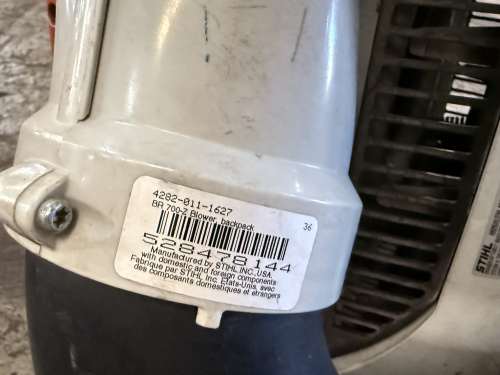 4282-011-1627
36
BR 700-Z Blower, backpack
528478144
Manufactured by STIHL INC., USA.
with domestic and foreign components
Fabriqué par STIHL Inc. États-Unis, avec
des composants domestiques et étrangers
STIHL